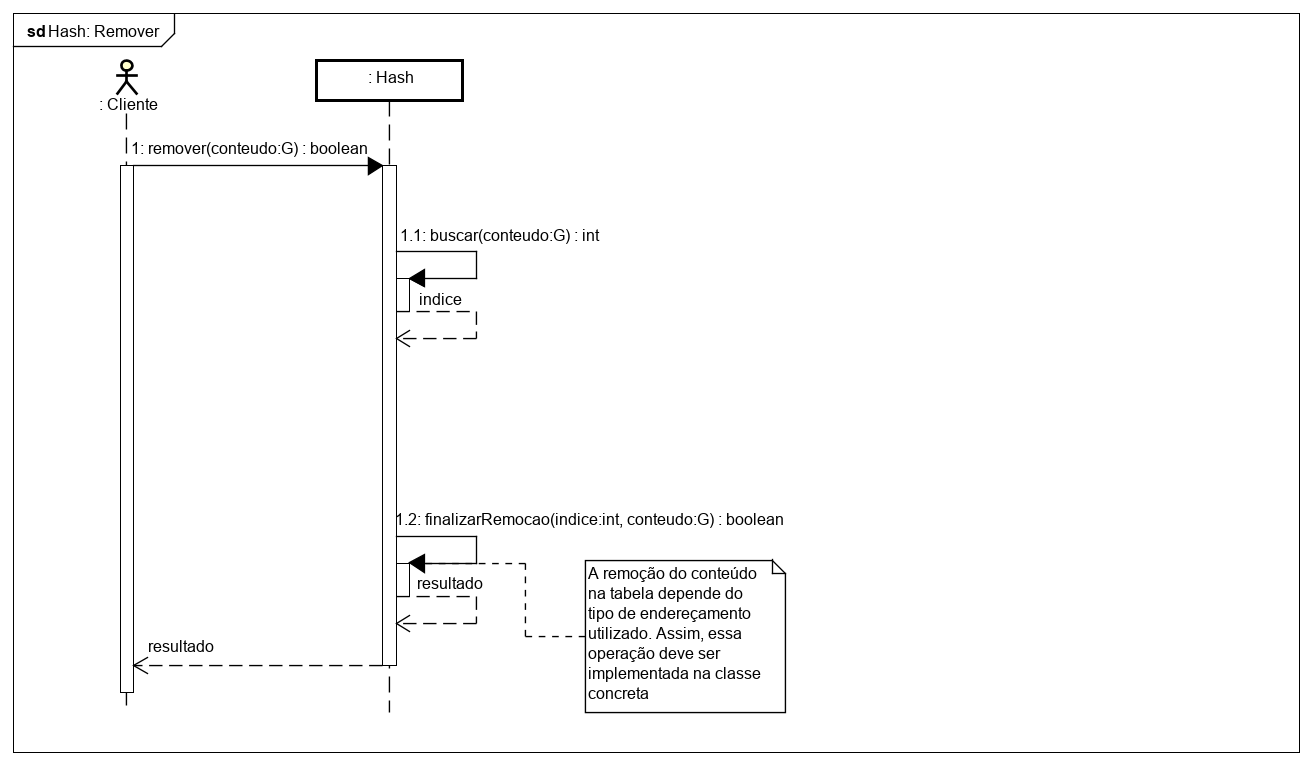 sd Hash: Remover
: Cliente
: Hash
1: remover(conteudo:G) : boolean
1.1: buscar(conteudo:G) : int
indice
1.2: finalizarRemocao(indice:int, conteudo:G) : boolean
resultado
A remoção do conteúdo
na tabela depende do
tipo de endereçamento
utilizado. Assim, essa
operação deve ser
implementada na classe
concreta
resultado